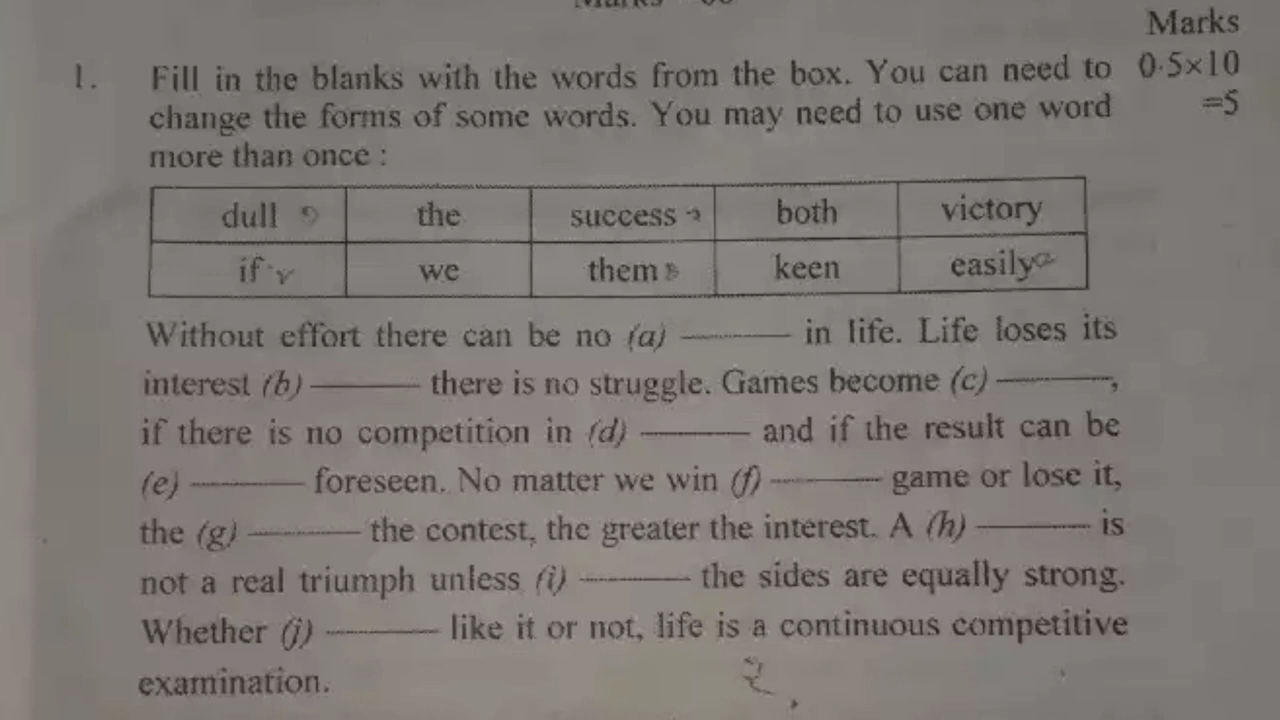 Marks
1. Fill in the blanks with the words from the box. You can need to 0·5×10
change the forms of some words. You may need to use one word =5
more than once :
dull the success both victory
if we them keen easily
Without effort there can be no (a) ——— in life. Life loses its
interest (b) ——— there is no struggle. Games become (c) ———,
if there is no competition in (d) ——— and if the result can be
(e) ——— foreseen. No matter we win (f) ——— game or lose it,
the (g) ——— the contest, the greater the interest. A (h) ——— is
not a real triumph unless (i) ——— the sides are equally strong.
Whether (j) ——— like it or not, life is a continuous competitive
examination.